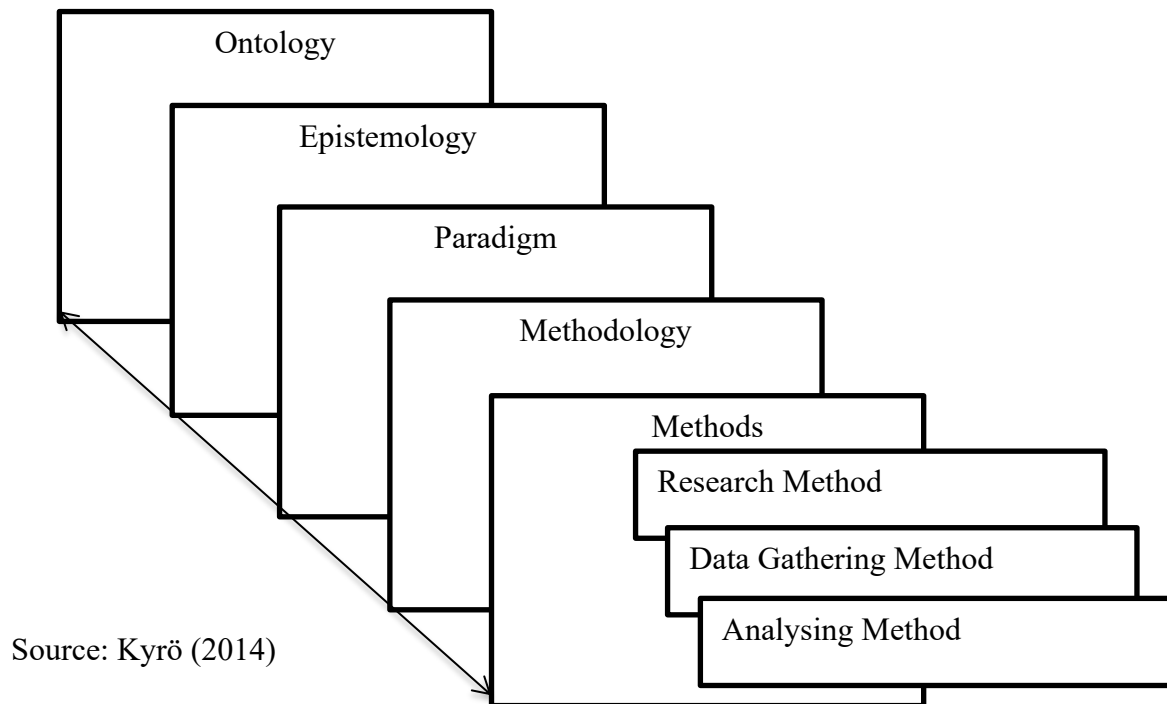 Ontology
Epistemology
Paradigm
Methodology
Methods
Research Method
Data Gathering Method
Analysing Method
Source: Kyrö (2014)